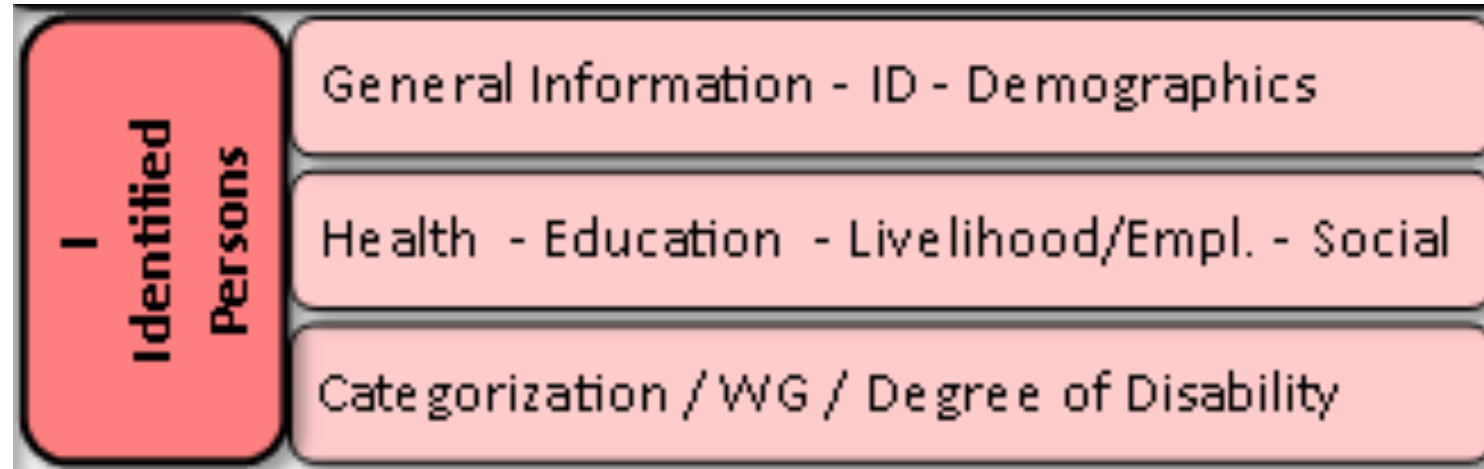 I
Identified
Persons
General Information - ID - Demographics
Health - Education - Livelihood/Empl. - Social
Categorization / WG / Degree of Disability